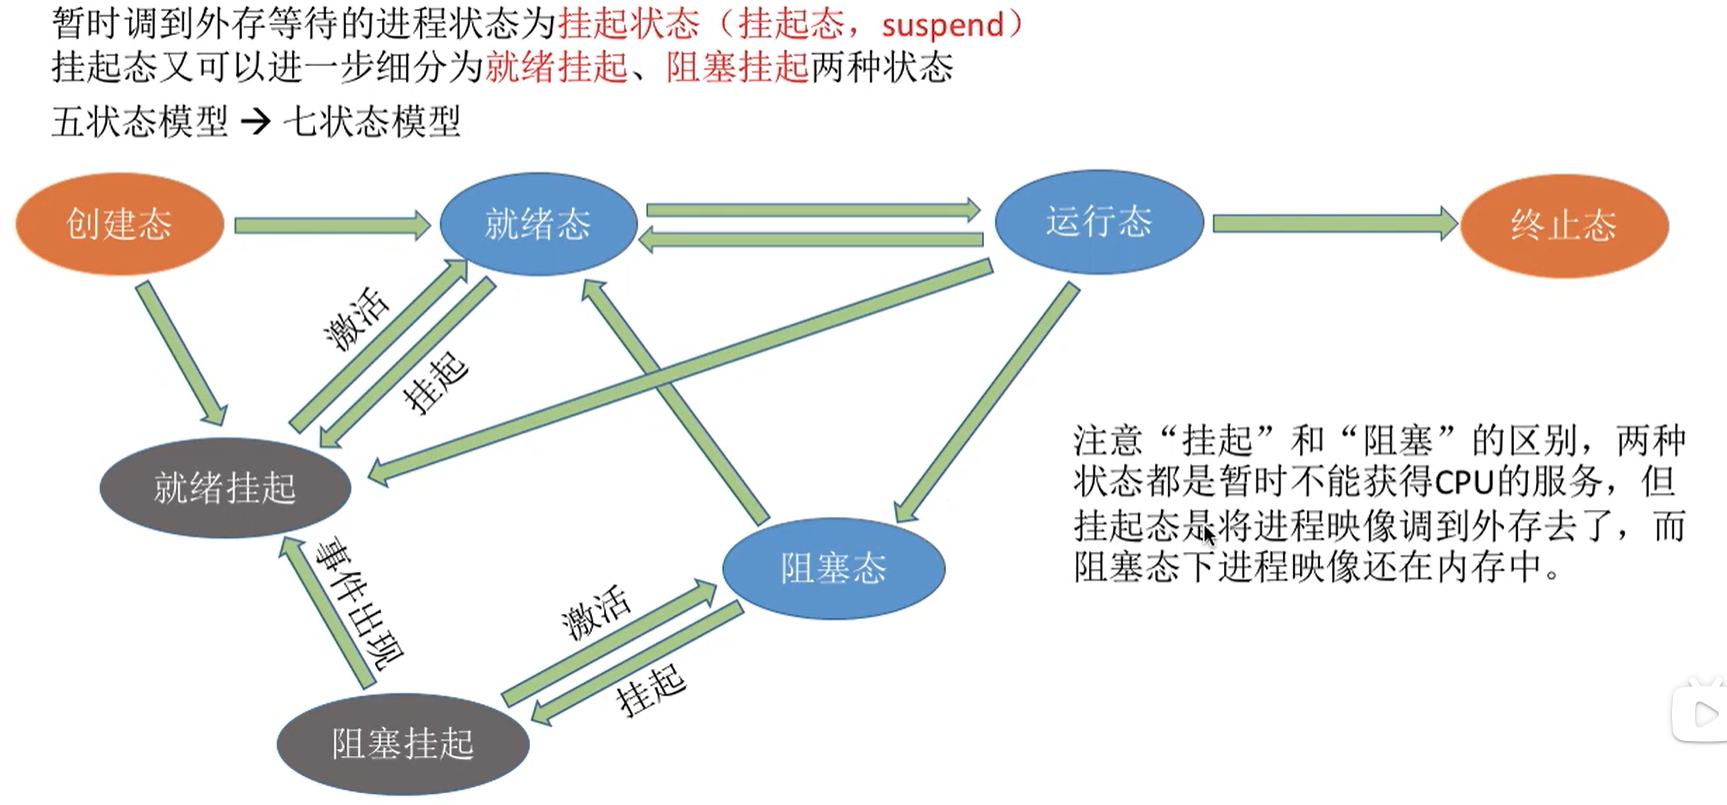 暂时调到外存等待的进程状态为挂起状态（挂起态，suspend）
挂起态又可以进一步细分为就绪挂起、阻塞挂起两种状态
五状态模型 → 七状态模型
创建态
就绪态
运行态
终止态
激活
挂起
就绪挂起
注意“挂起”和“阻塞”的区别，两种
状态都是暂时不能获得CPU的服务，但
挂起态是将进程映像调到外存去了，而
阻塞态下进程映像还在内存中。
事件出现
阻塞态
激活
挂起
阻塞挂起